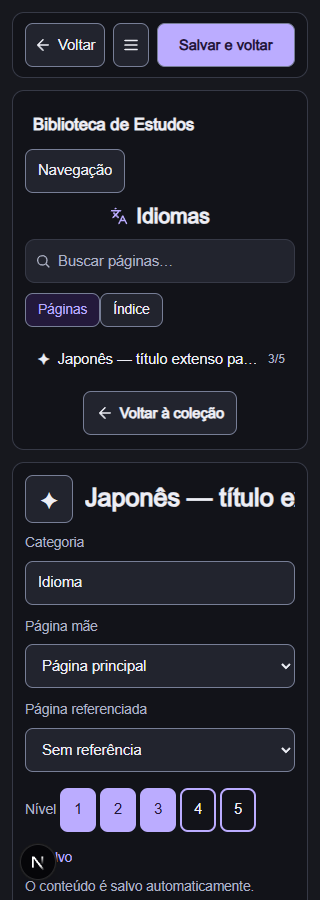 Voltar
Salvar e voltar
Biblioteca de Estudos
Navegação
Idiomas
Buscar páginas...
Páginas
Índice
Japonês — título extenso pa... 3/5
Voltar à coleção
Japonês — título e
Categoria
Idioma
Página mãe
Página principal
Página referenciada
Sem referência
Nível 1 2 3 4 5
N lvo
O conteúdo é salvo automaticamente.